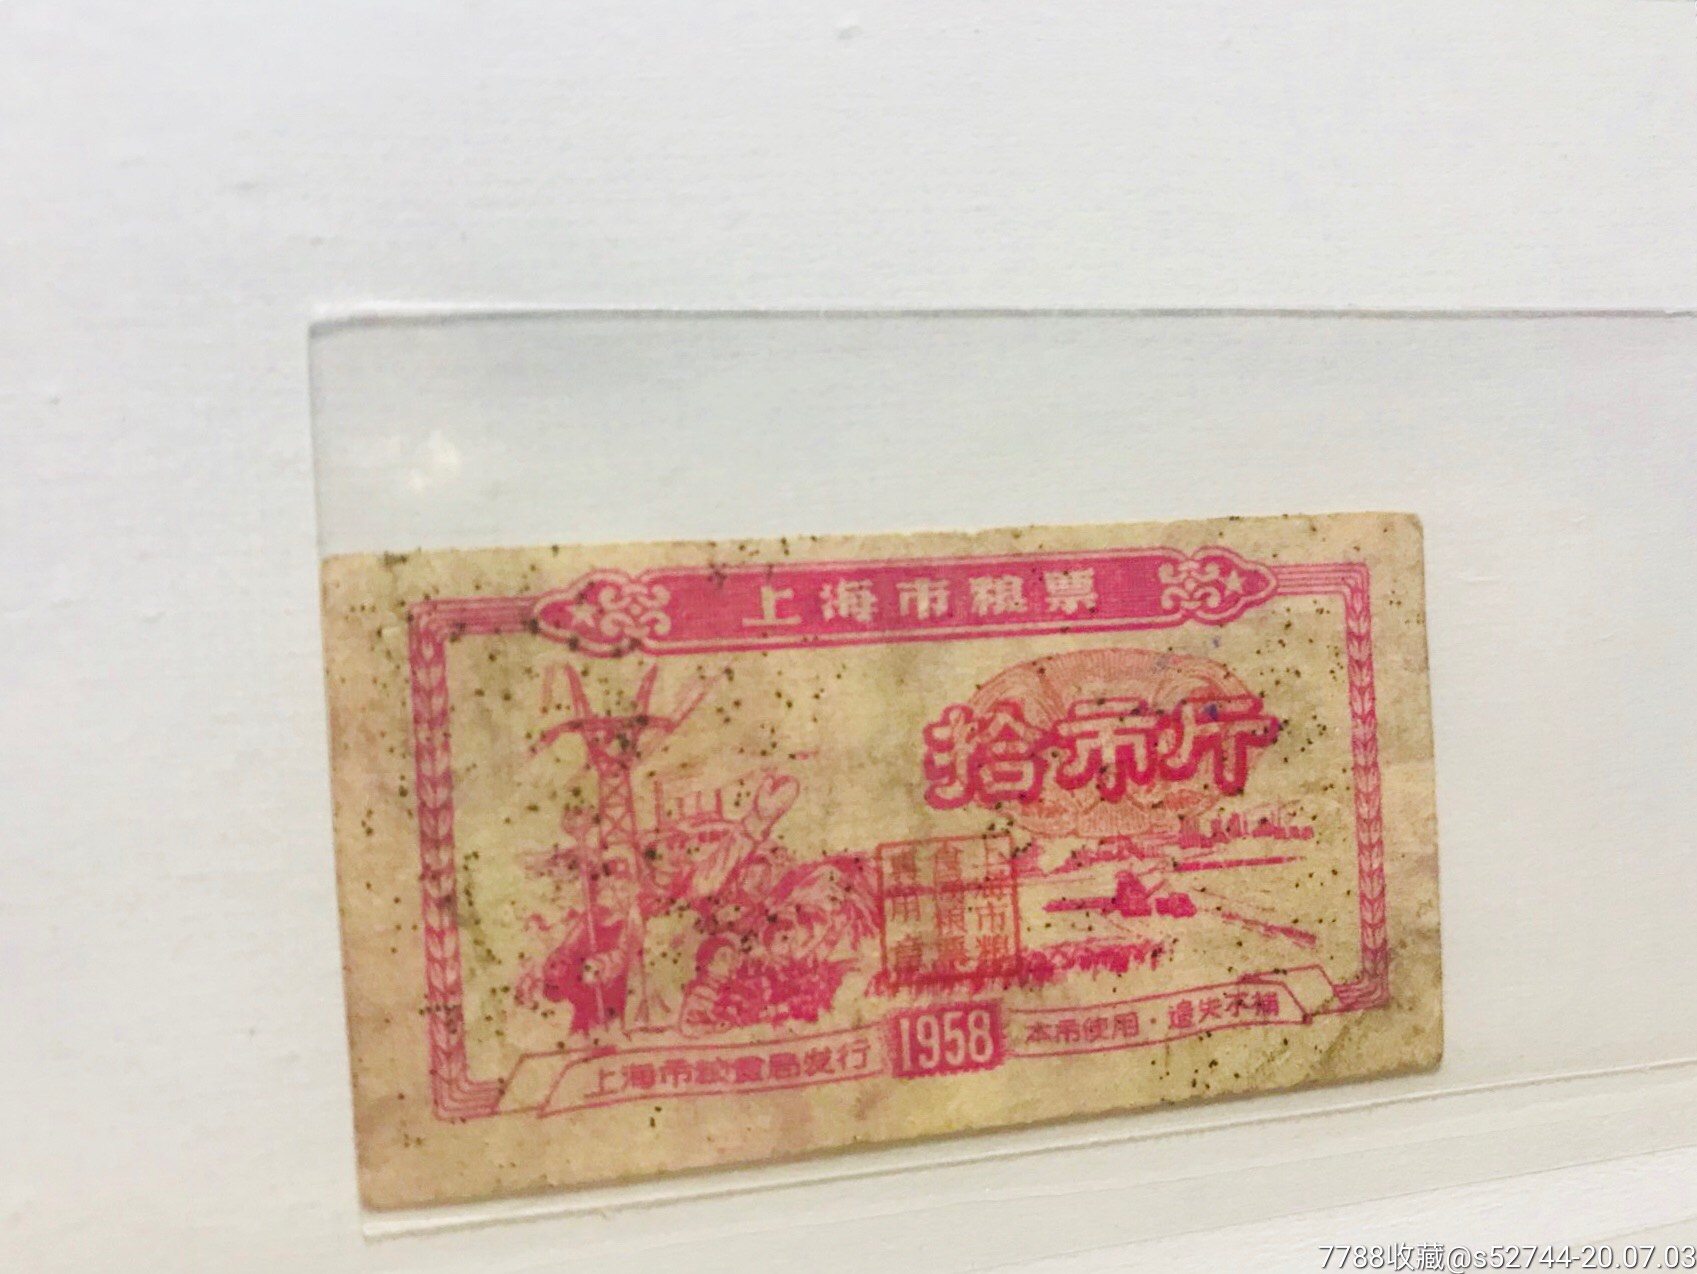 上海市粮票
拾市斤
上海市粮
食局粮票
专用章
上海市粮食局发行
1958
本市使用·遗失不补
7788收藏@s52744-20.07.03